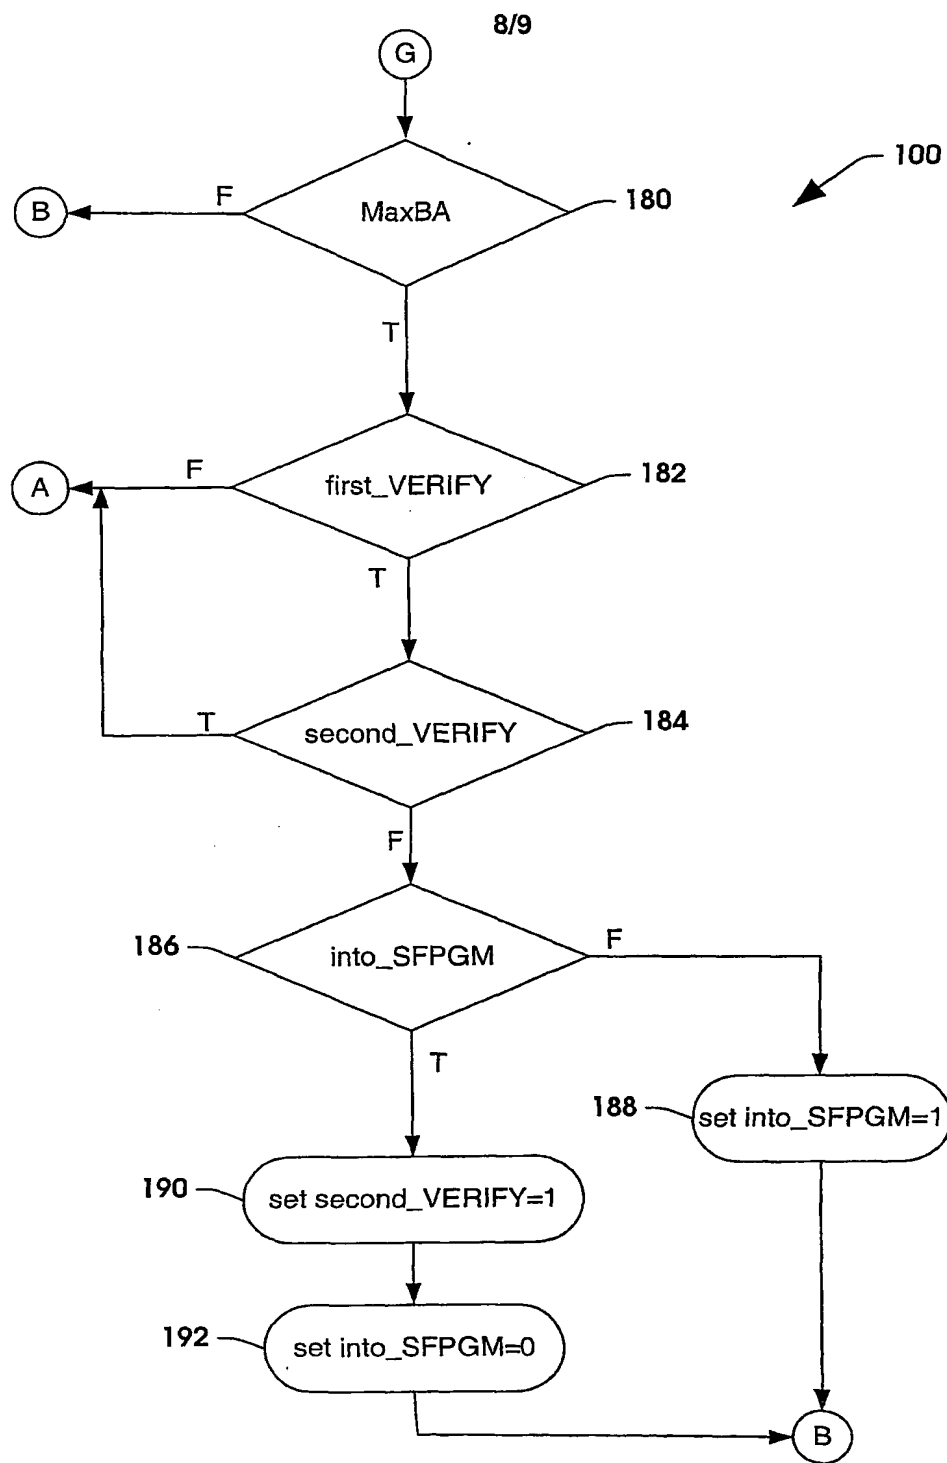 8/9
G
100
B
F
MaxBA
180
T
A
F
first_VERIFY
182
T
T
second_VERIFY
184
F
186
into_SFPGM
F
T
188
set into_SFPGM=1
190
set second_VERIFY=1
192
set into_SFPGM=0
B